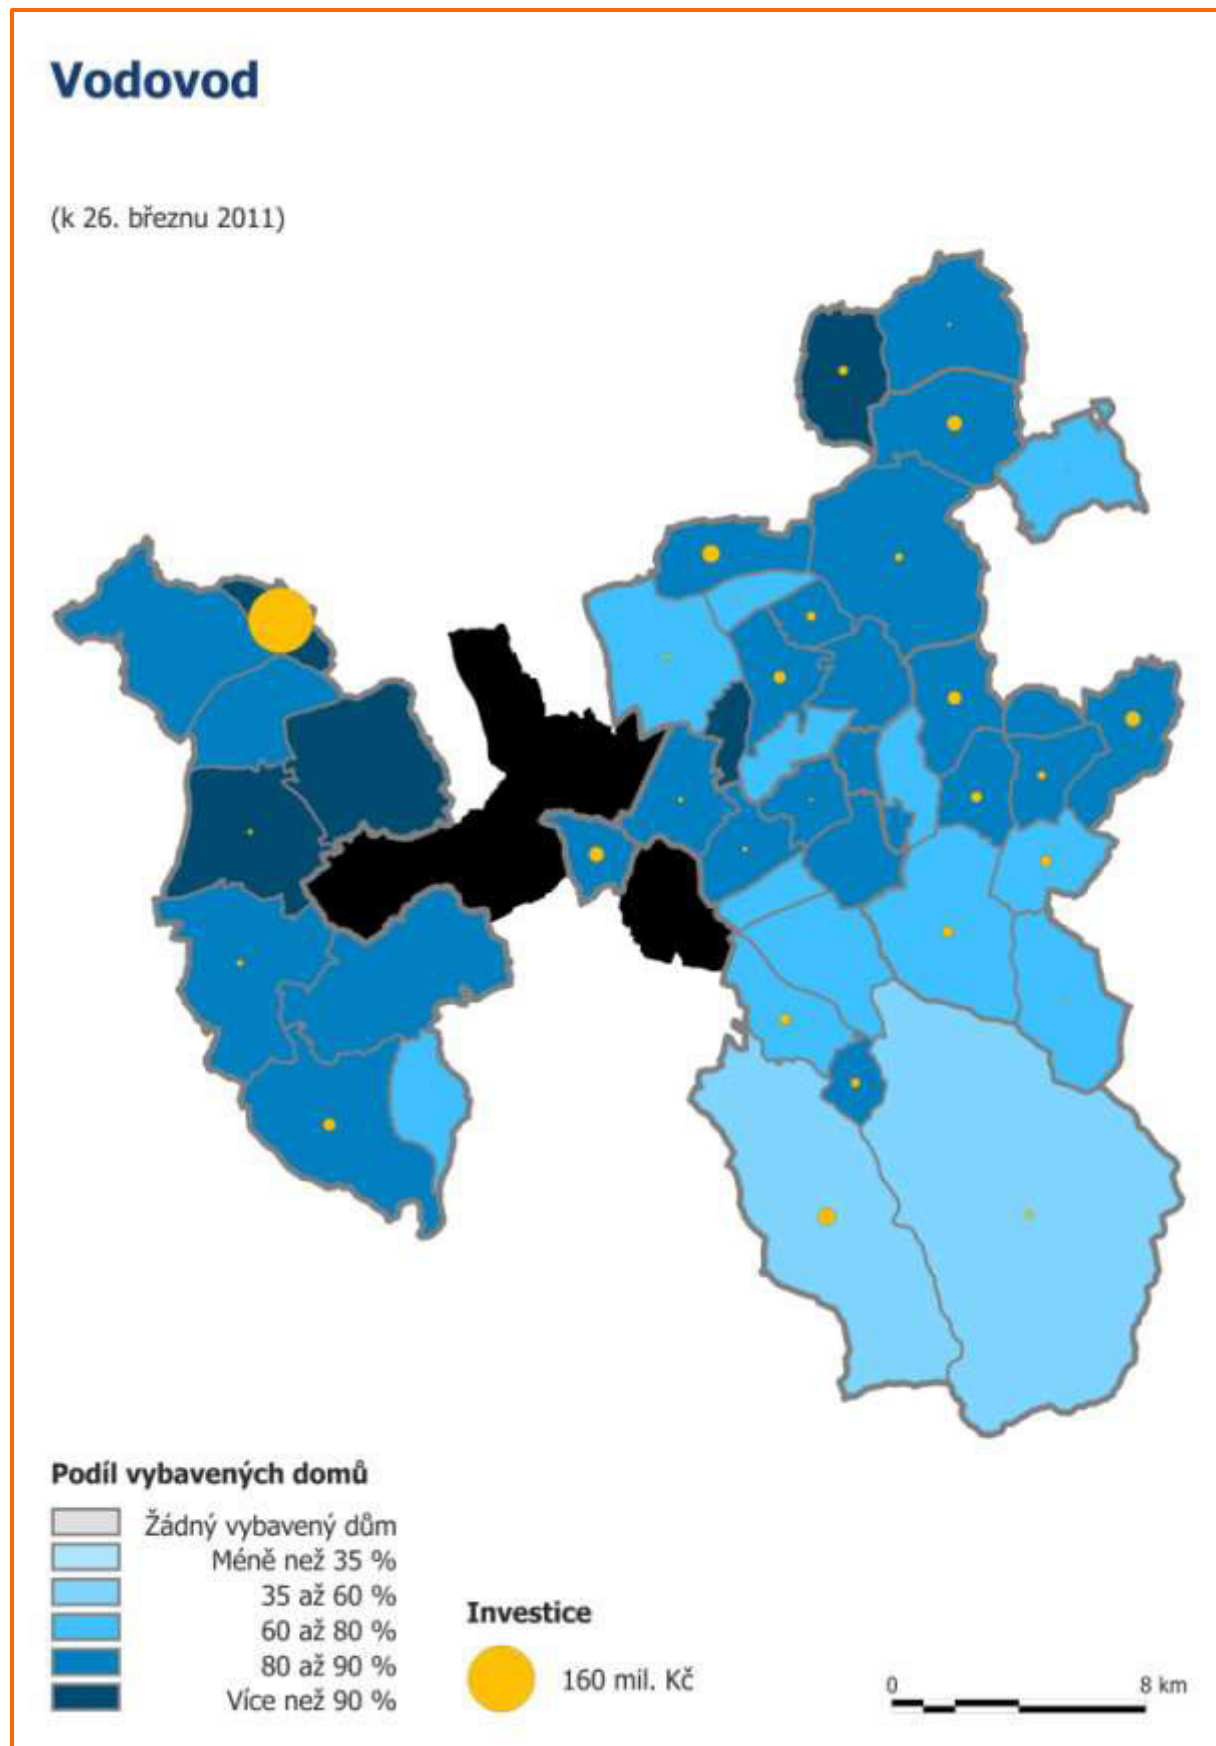 Vodovod
(k 26. březnu 2011)
Podíl vybavených domů
Žádný vybavený dům
Méně než 35 %
35 až 60 %
60 až 80 %
80 až 90 %
Více než 90 %
Investice
160 mil. Kč
0 8 km